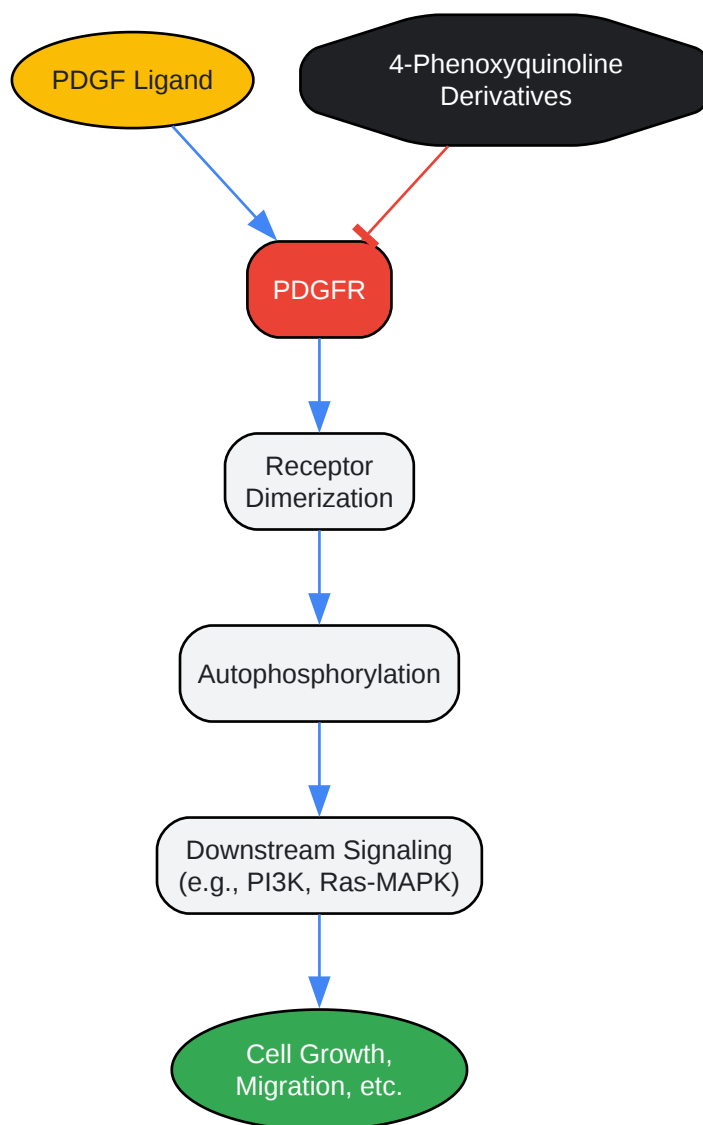 PDGF Ligand
4-Phenoxyquinoline
Derivatives
PDGFR
Receptor
Dimerization
Autophosphorylation
Downstream Signaling
(e.g., PI3K, Ras-MAPK)
Cell Growth,
Migration, etc.